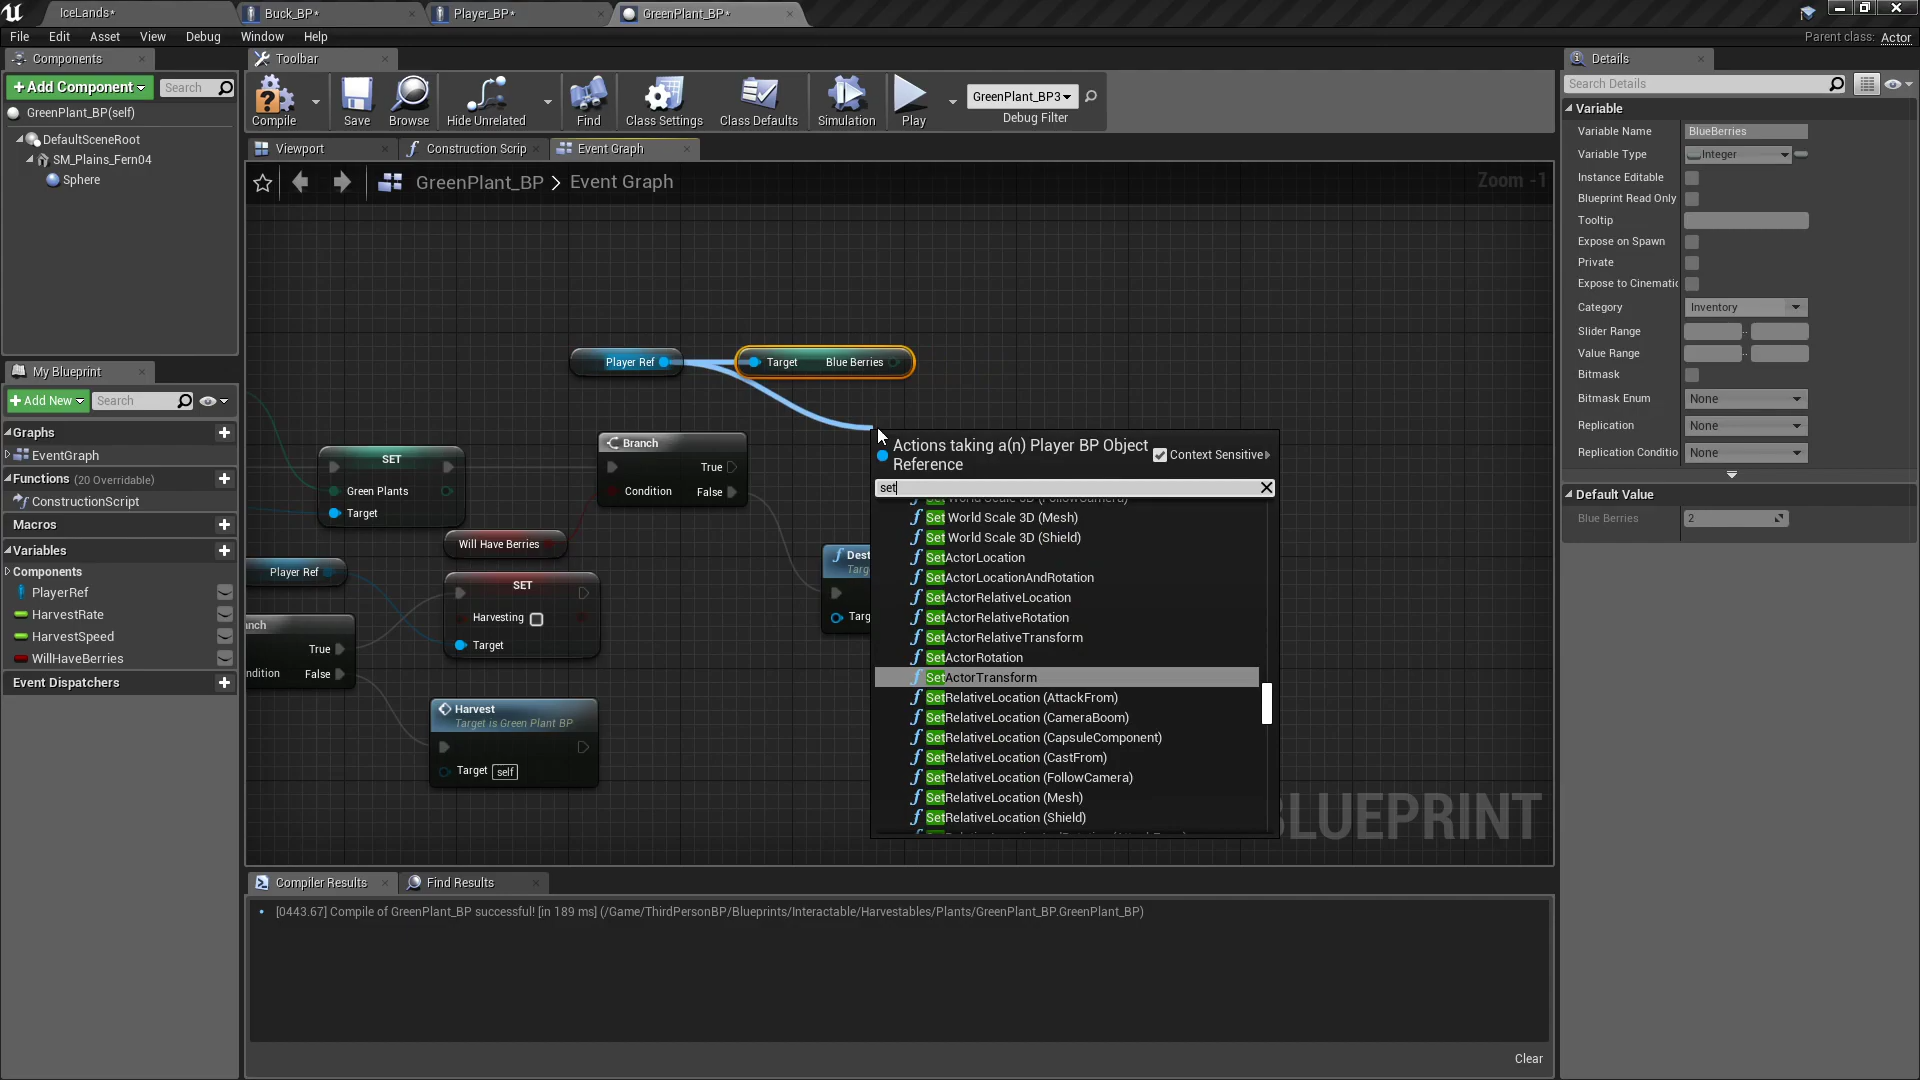 IceLands*
Buck_BP*
Player_BP*
GreenPlant_BP*
File Edit Asset View Debug Window Help
Parent class: Actor
Components
Toolbar
Details
Add Component
Search
Search Details
GreenPlant_BP(self)
DefaultSceneRoot
SM_Plains_Fern04
Sphere
Compile
Save
Browse
Hide Unrelated
Find
Class Settings
Class Defaults
Simulation
Play
GreenPlant_BP3
Debug Filter
Viewport
Construction Scrip
Event Graph
GreenPlant_BP > Event Graph
Zoom -1
Variable
Variable Name BlueBerries
Variable Type Integer
Instance Editable
Blueprint Read Only
Tooltip
Expose on Spawn
Private
Expose to Cinematic
Category Inventory
Slider Range
Value Range
Bitmask
Bitmask Enum None
Replication None
Replication Conditio None
Default Value
Blue Berries 2
My Blueprint
Add New
Search
Graphs
EventGraph
Functions (20 Overridable)
ConstructionScript
Macros
Variables
Components
PlayerRef
HarvestRate
HarvestSpeed
WillHaveBerries
Event Dispatchers
Player Ref
Target Blue Berries
SET
Green Plants
Target
Branch
True
Condition False
Will Have Berries
Player Ref
SET
Harvesting
Target
nch
True
dition False
Harvest
Target is Green Plant BP
Target self
Dest
Targe
Targ
Actions taking a(n) Player BP Object
Reference
Context Sensitive
set
Set World Scale 3D (FollowCamera)
Set World Scale 3D (Mesh)
Set World Scale 3D (Shield)
SetActorLocation
SetActorLocationAndRotation
SetActorRelativeLocation
SetActorRelativeRotation
SetActorRelativeTransform
SetActorRotation
SetActorTransform
SetRelativeLocation (AttackFrom)
SetRelativeLocation (CameraBoom)
SetRelativeLocation (CapsuleComponent)
SetRelativeLocation (CastFrom)
SetRelativeLocation (FollowCamera)
SetRelativeLocation (Mesh)
SetRelativeLocation (Shield)
BLUEPRINT
Compiler Results
Find Results
[0443.67] Compile of GreenPlant_BP successful! [in 189 ms] (/Game/ThirdPersonBP/Blueprints/Interactable/Harvestables/Plants/GreenPlant_BP.GreenPlant_BP)
Clear